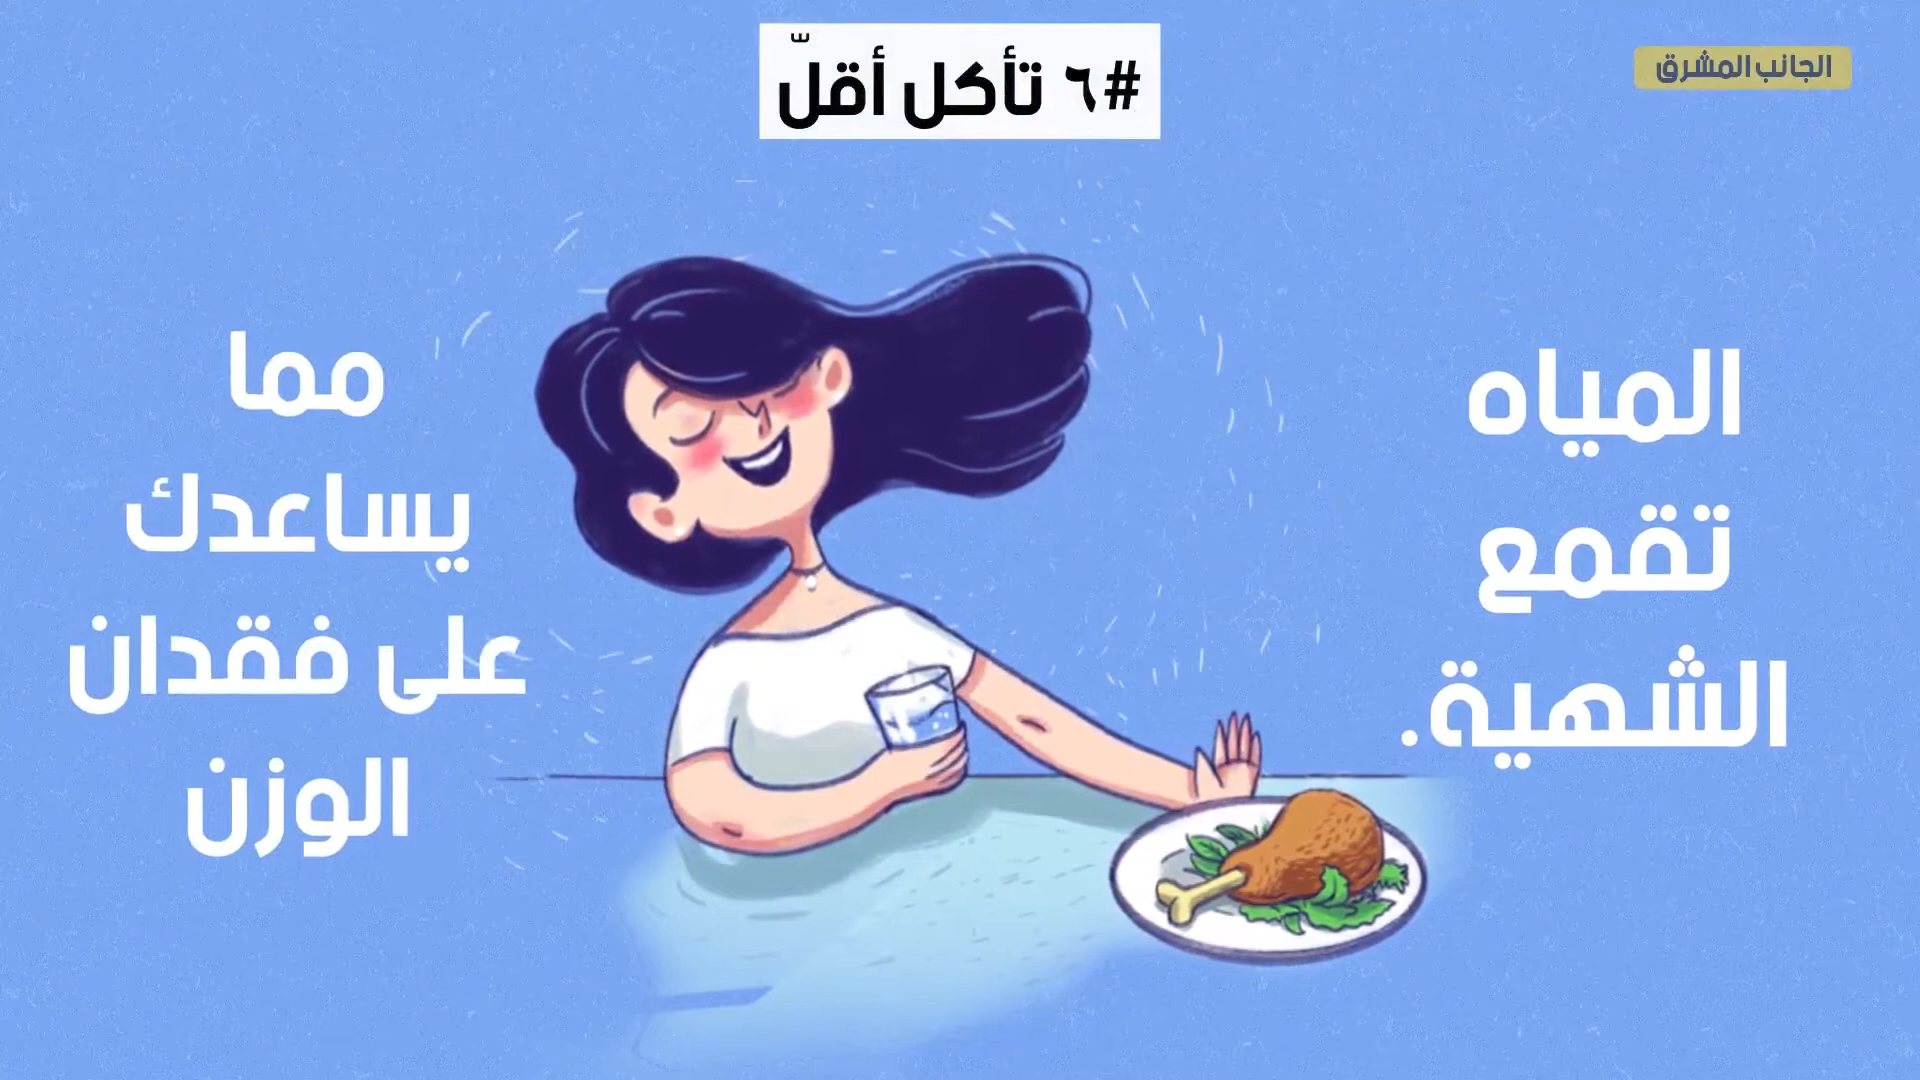 #٦ تأكل أقلّ
الجانب المشرق
المياه
تقمع
الشهية.
مما
يساعدك
على فقدان
الوزن